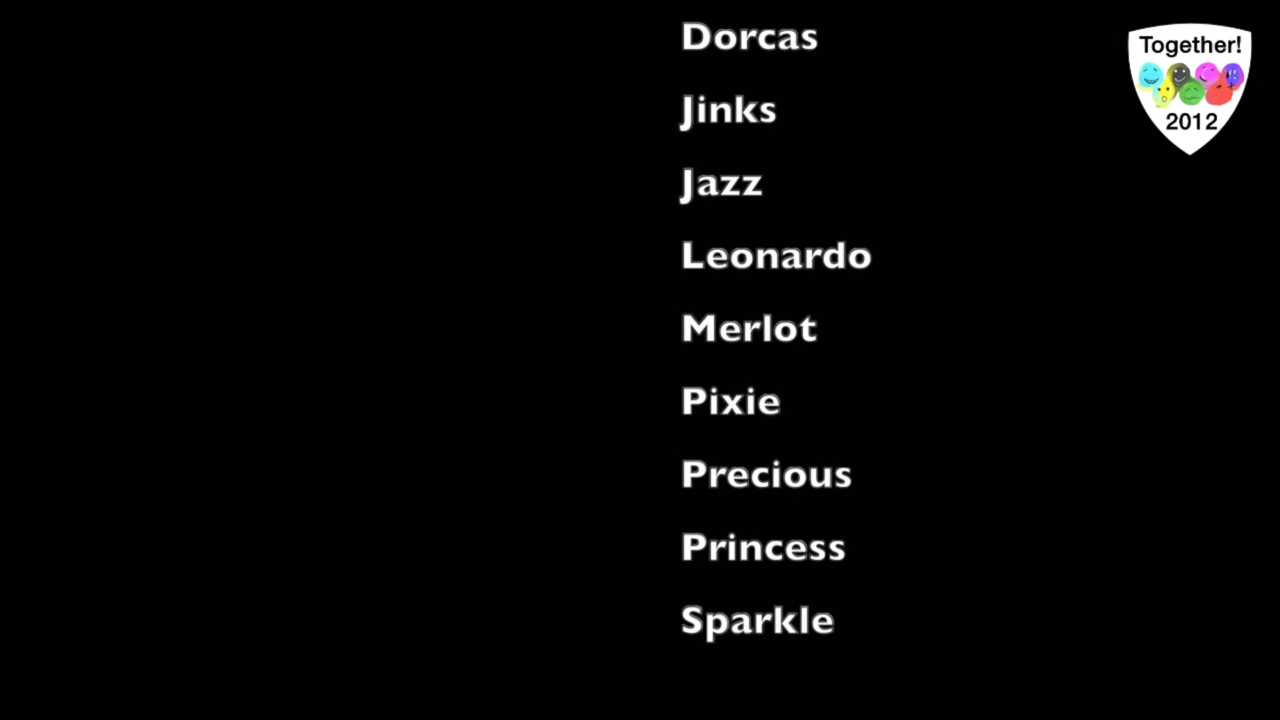 Dorcas
Jinks
Jazz
Leonardo
Merlot
Pixie
Precious
Princess
Sparkle
Together!
2012